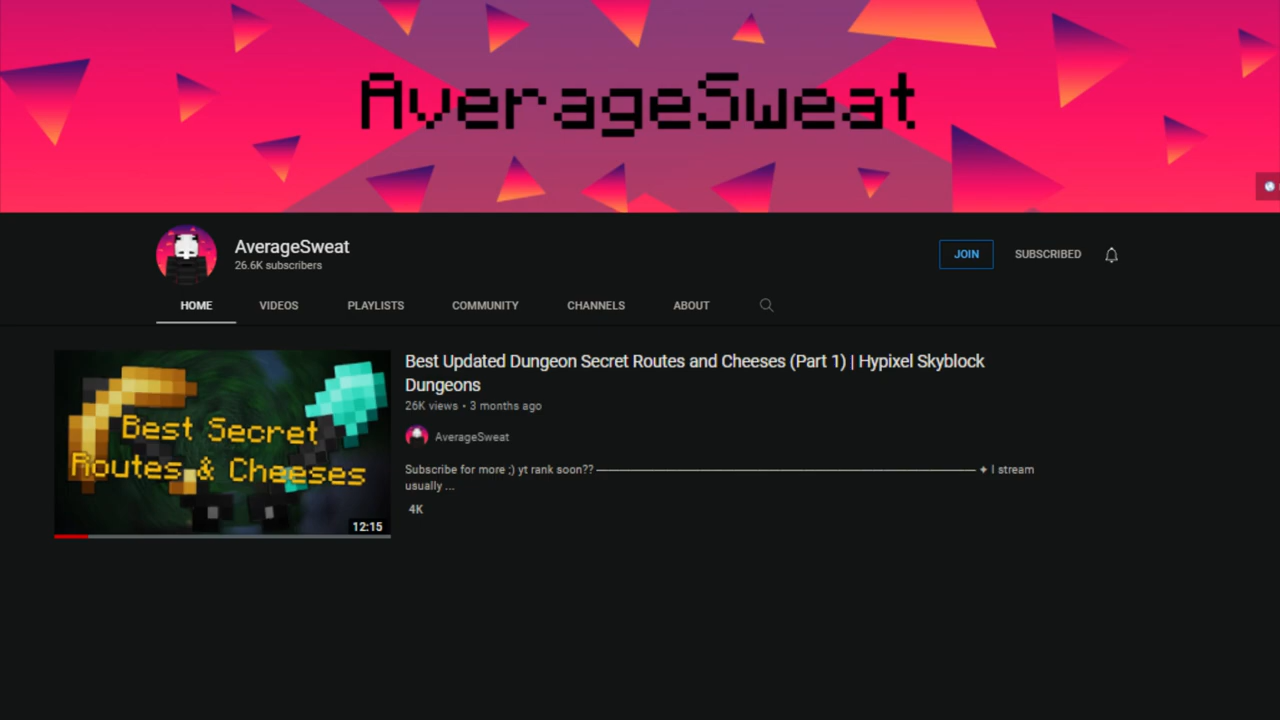 AverageSweat
AverageSweat
26.6K subscribers
JOIN
SUBSCRIBED
HOME
VIDEOS
PLAYLISTS
COMMUNITY
CHANNELS
ABOUT
Best Secret
Routes & Cheeses
12:15
Best Updated Dungeon Secret Routes and Cheeses (Part 1) | Hypixel Skyblock
Dungeons
26K views • 3 months ago
AverageSweat
Subscribe for more ;) yt rank soon?? ——————————————————————— ✦ I stream
usually ...
4K